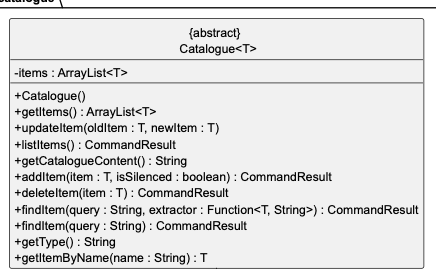 catalogue
{abstract}
Catalogue<T>
-items : ArrayList<T>
+Catalogue()
+getItems() : ArrayList<T>
+updateItem(oldItem : T, newItem : T)
+listItems() : CommandResult
+getCatalogueContent() : String
+addItem(item : T, isSilenced : boolean) : CommandResult
+deleteItem(item : T) : CommandResult
+findItem(query : String, extractor : Function<T, String>) : CommandResult
+findItem(query : String) : CommandResult
+getType() : String
+getItemByName(name : String) : T